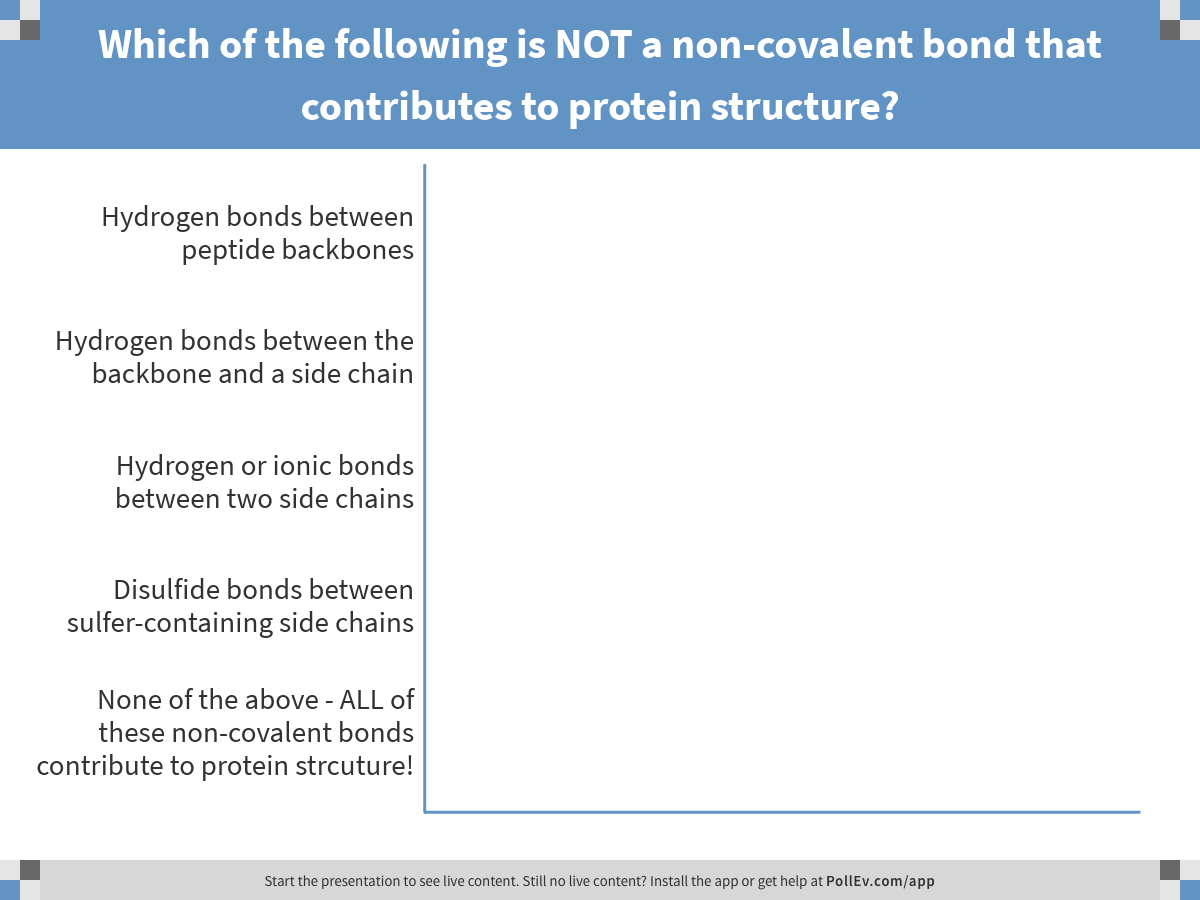 Which of the following is NOT a non-covalent bond that
contributes to protein structure?
Hydrogen bonds between
peptide backbones
Hydrogen bonds between the
backbone and a side chain
Hydrogen or ionic bonds
between two side chains
Disulfide bonds between
sulfer-containing side chains
None of the above - ALL of
these non-covalent bonds
contribute to protein strcuture!
Start the presentation to see live content. Still no live content? Install the app or get help at PollEv.com/app